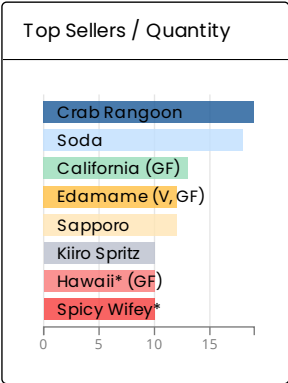 Top Sellers / Quantity
Crab Rangoon
Soda
California (GF)
Edamame (V, GF)
Sapporo
Kiiro Spritz
Hawaii* (GF)
Spicy Wifey*
0 5 10 15